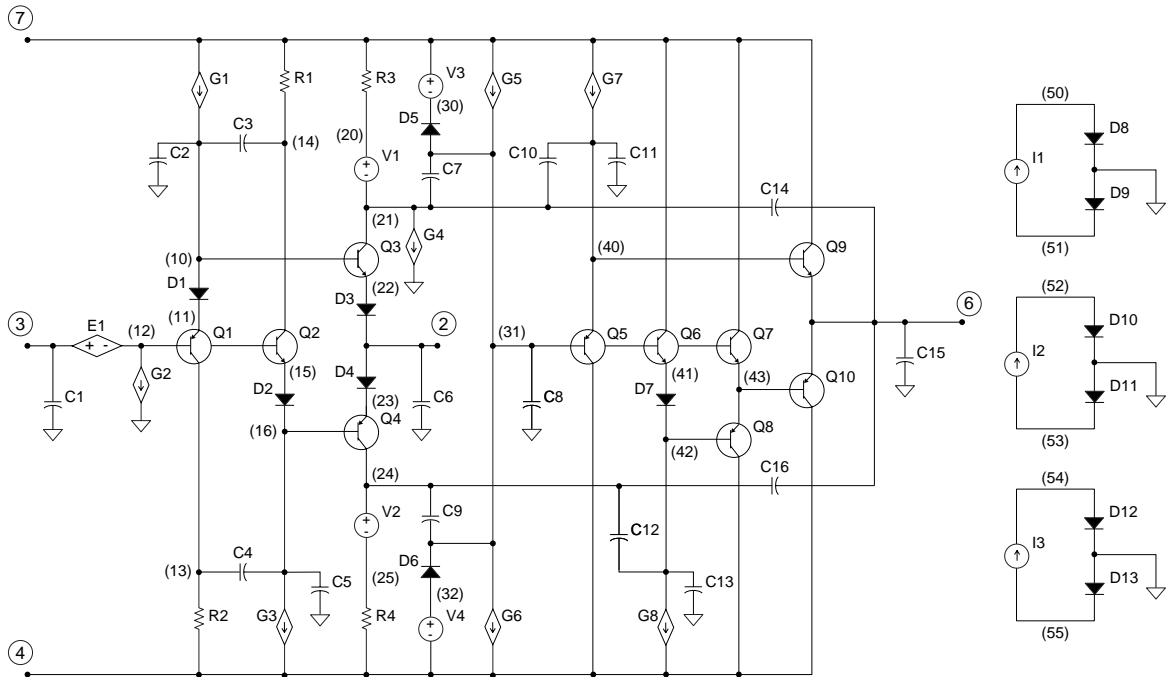 7
G1
R1
R3
V3
G5
G7
(30)
D5
C3
(14)
(20)
C2
V1
C7
C10
C11
C14
(21)
G4
Q3
(10)
(40)
Q9
D1
(22)
D3
(11)
3
E1
(12)
Q1
Q2
2
(31)
Q5
Q6
Q7
6
G2
(15)
D4
(41)
(43)
C15
C1
D2
(23)
C6
C8
D7
Q10
(16)
Q4
Q8
(42)
(24)
C16
V2
C9
C12
C4
D6
(13)
C5
(25)
(32)
C13
R2
G3
R4
V4
G6
G8
4
(50)
D8
I1
D9
(51)
(52)
D10
I2
D11
(53)
(54)
D12
I3
D13
(55)